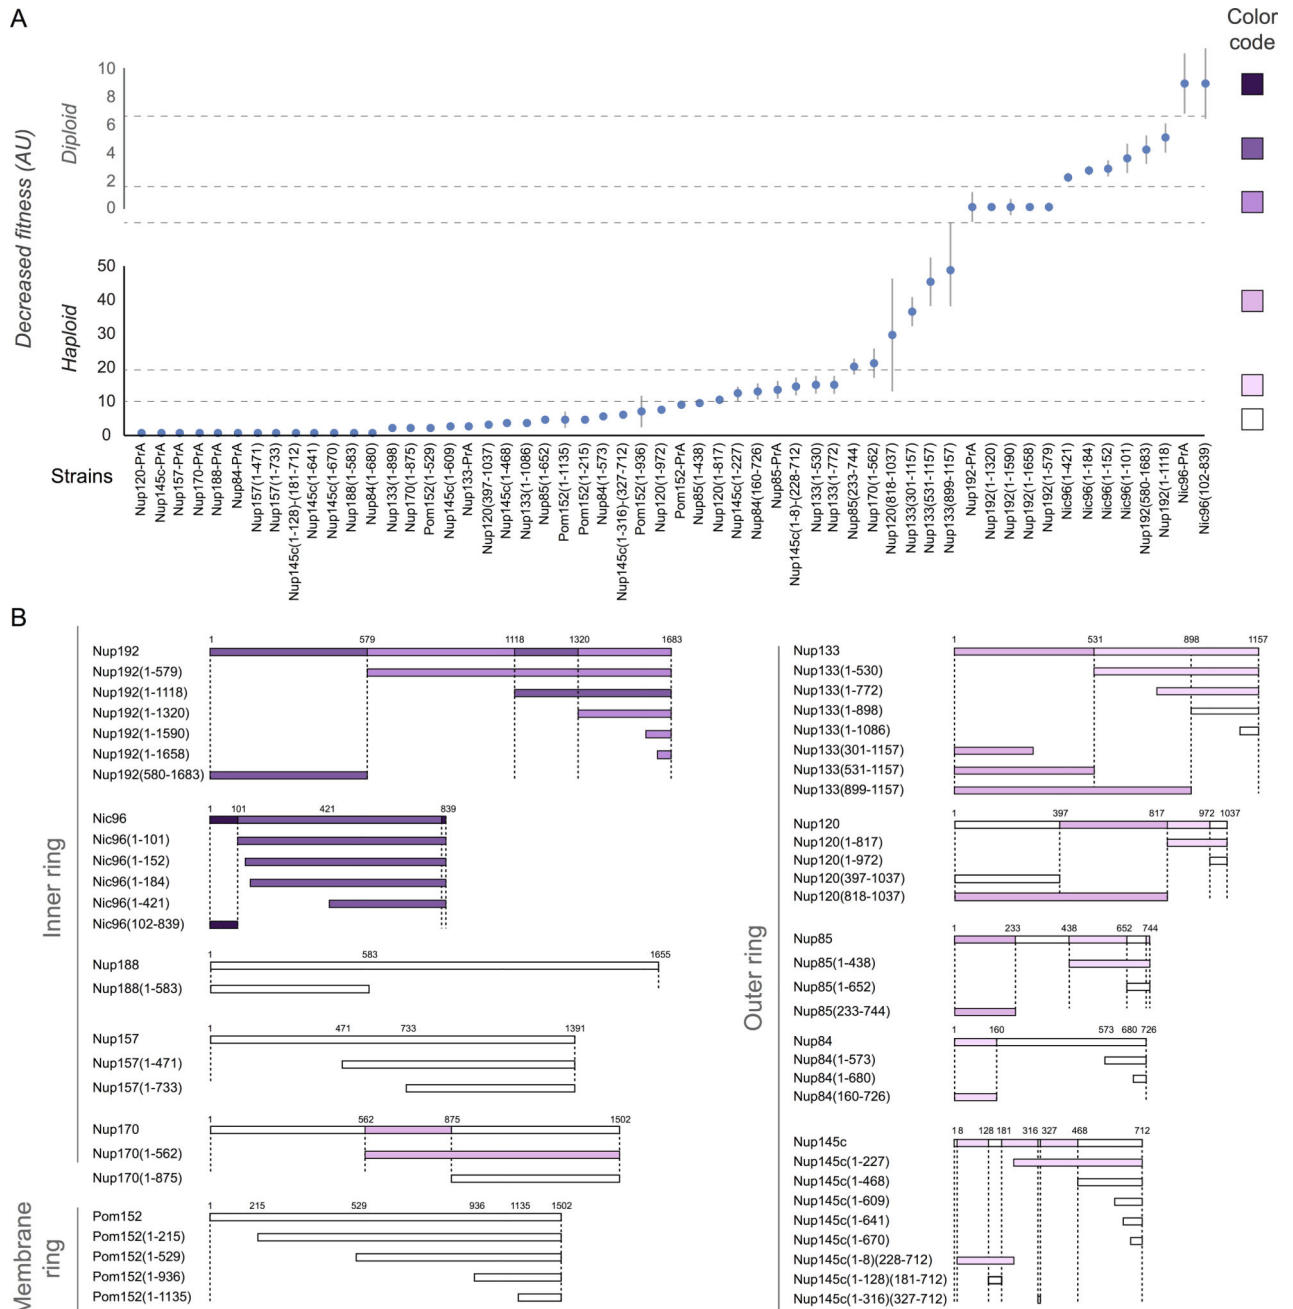 A
Color
code
Decreased fitness (AU)
Diploid
10
8
6
4
2
0
Haploid
50
40
30
20
10
0
Strains
Nup120-PrA
Nup145c-PrA
Nup157-PrA
Nup170-PrA
Nup188-PrA
Nup84-PrA
Nup157(1-471)
Nup157(1-733)
Nup145c(1-128)-(181-712)
Nup145c(1-641)
Nup145c(1-670)
Nup188(1-583)
Nup84(1-680)
Nup133(1-898)
Nup170(1-875)
Pom152(1-529)
Nup145c(1-609)
Nup133-PrA
Nup120(397-1037)
Nup145c(1-468)
Nup133(1-1086)
Nup85(1-652)
Pom152(1-1135)
Pom152(1-215)
Nup84(1-573)
Nup145c(1-316)-(327-712)
Pom152(1-936)
Nup120(1-972)
Pom152-PrA
Nup85(1-438)
Nup120(1-817)
Nup145c(1-227)
Nup84(160-726)
Nup85-PrA
Nup145c(1-8)-(228-712)
Nup133(1-530)
Nup133(1-772)
Nup85(233-744)
Nup170(1-562)
Nup120(818-1037)
Nup133(301-1157)
Nup133(531-1157)
Nup133(899-1157)
Nup192-PrA
Nup192(1-1320)
Nup192(1-1590)
Nup192(1-1658)
Nup192(1-579)
Nic96(1-421)
Nic96(1-184)
Nic96(1-152)
Nic96(1-101)
Nup192(580-1683)
Nup192(1-1118)
Nic96-PrA
Nic96(102-839)
B
Inner ring
1 579 1118 1320 1683
Nup192
Nup192(1-579)
Nup192(1-1118)
Nup192(1-1320)
Nup192(1-1590)
Nup192(1-1658)
Nup192(580-1683)
1 101 421 839
Nic96
Nic96(1-101)
Nic96(1-152)
Nic96(1-184)
Nic96(1-421)
Nic96(102-839)
1 583 1655
Nup188
Nup188(1-583)
1 471 733 1391
Nup157
Nup157(1-471)
Nup157(1-733)
1 562 875 1502
Nup170
Nup170(1-562)
Nup170(1-875)
Membrane
ring
1 215 529 936 1135 1502
Pom152
Pom152(1-215)
Pom152(1-529)
Pom152(1-936)
Pom152(1-1135)
Outer ring
1 531 898 1157
Nup133
Nup133(1-530)
Nup133(1-772)
Nup133(1-898)
Nup133(1-1086)
Nup133(301-1157)
Nup133(531-1157)
Nup133(899-1157)
1 397 817 972 1037
Nup120
Nup120(1-817)
Nup120(1-972)
Nup120(397-1037)
Nup120(818-1037)
1 233 438 652 744
Nup85
Nup85(1-438)
Nup85(1-652)
Nup85(233-744)
1 160 573 680 726
Nup84
Nup84(1-573)
Nup84(1-680)
Nup84(160-726)
1 8 128 181 316 327 468 712
Nup145c
Nup145c(1-227)
Nup145c(1-468)
Nup145c(1-609)
Nup145c(1-641)
Nup145c(1-670)
Nup145c(1-8)(228-712)
Nup145c(1-128)(181-712)
Nup145c(1-316)(327-712)